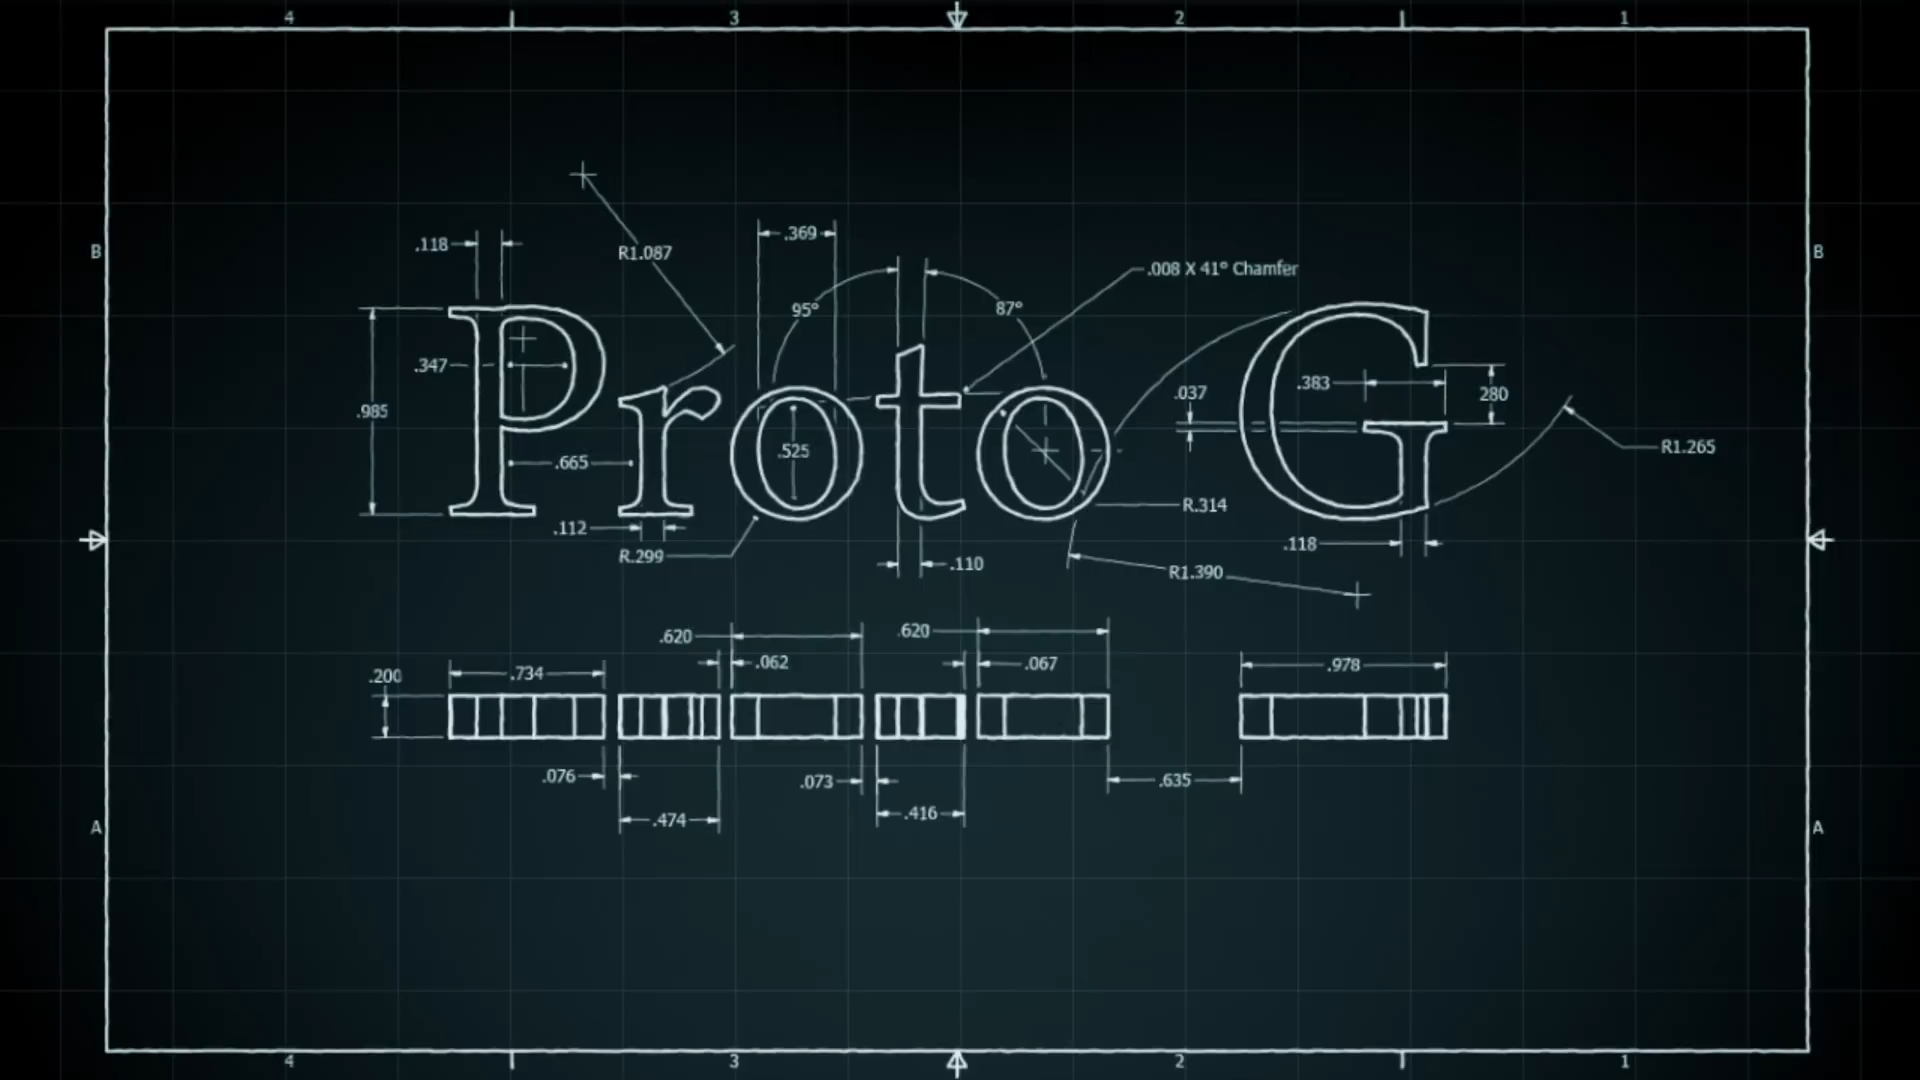 4 3 2 1
B B
.369
.118 R1.087
.008 X 41° Chamfer
95° 87°
.347 .383
.037 280
.985
Proto G
R1.265
.525
.665
R.314
.112
.118
R.299 .110
R1.390
.620 .620
.062 .067
.200 .734 .978
.076 .073 .635
.474 .416
A A
4 3 2 1